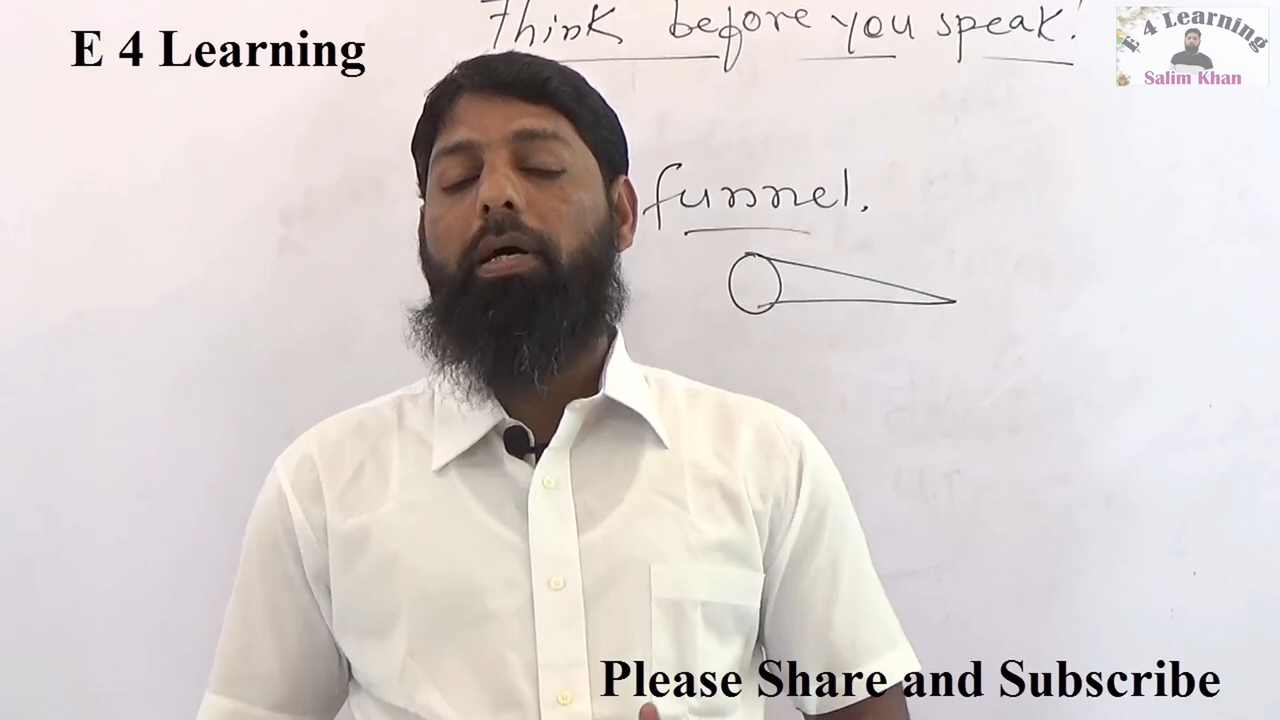 Think before you speak!
E 4 Learning
E 4 Learning
Salim Khan
funnel.
Please Share and Subscribe